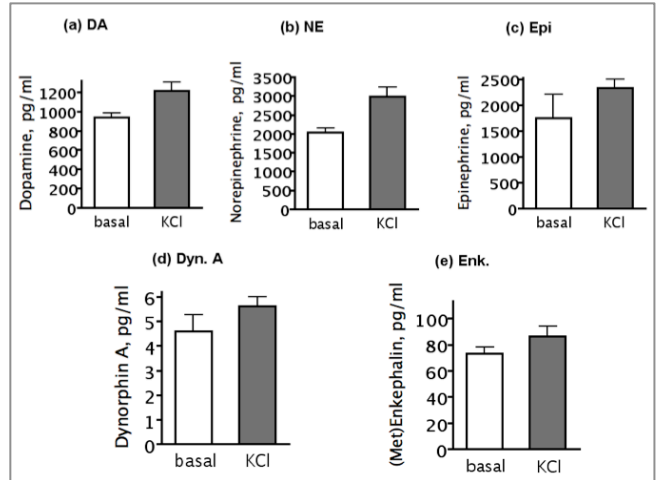 (a) DA
Dopamine, pg/ml
1200
1000
800
600
400
200
0
basal KCl
(b) NE
Norepinephrine, pg/ml
3500
3000
2500
2000
1500
1000
500
0
basal KCl
(c) Epi
Epinephrine, pg/ml
2500
2000
1500
1000
500
0
basal KCl
(d) Dyn. A
Dynorphin A, pg/ml
6
5
4
3
2
1
0
basal KCl
(e) Enk.
(Met)Enkephalin, pg/ml
100
80
60
40
20
0
basal KCl